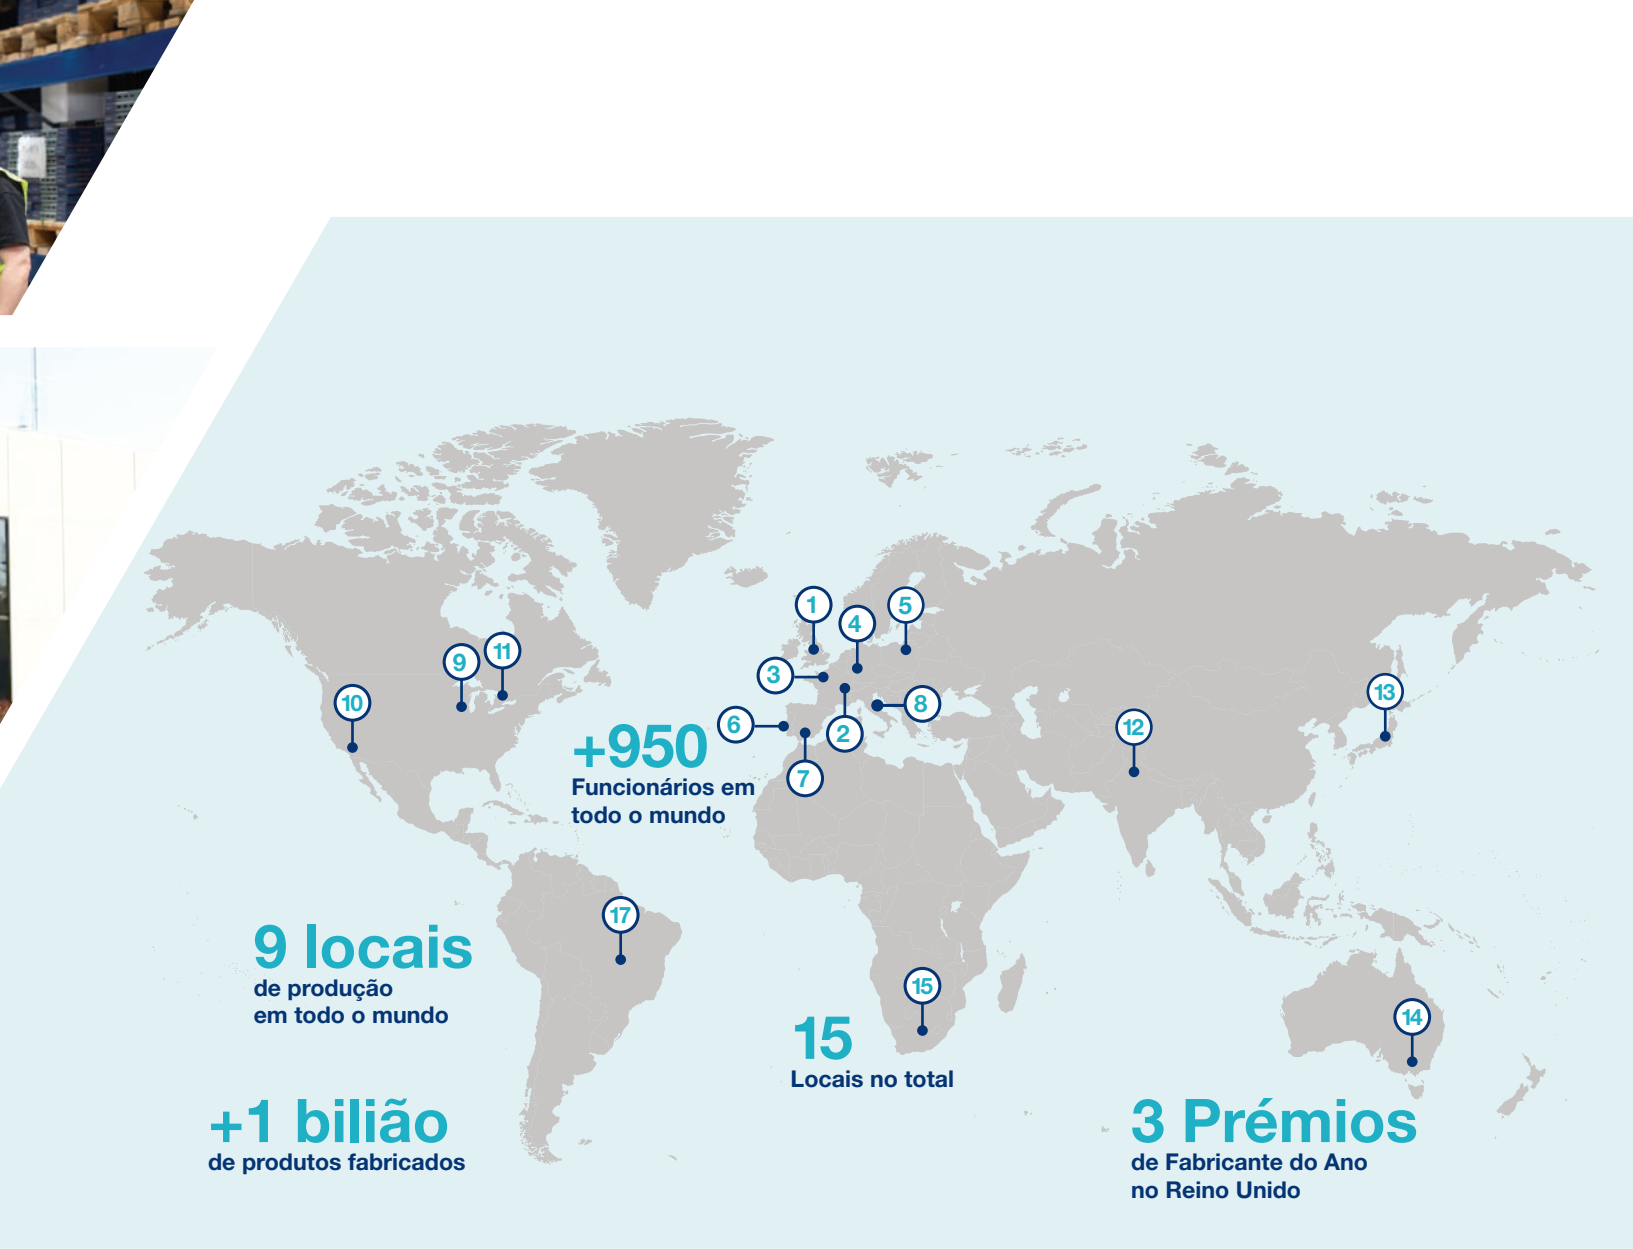 1
5
4
11
9
3
13
10
8
6
2
12
+950
7
Funcionários em
todo o mundo
17
9 locais
de produção
em todo o mundo
15
14
15
Locais no total
+1 bilião
de produtos fabricados
3 Prémios
de Fabricante do Ano
no Reino Unido